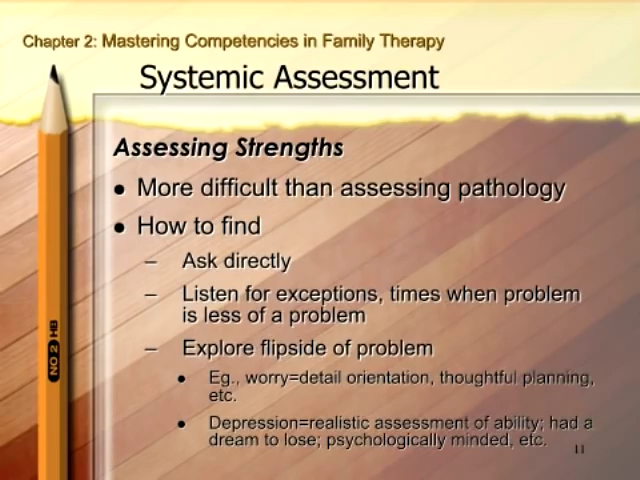 Chapter 2: Mastering Competencies in Family Therapy
Systemic Assessment
Assessing Strengths
● More difficult than assessing pathology
● How to find
– Ask directly
– Listen for exceptions, times when problem
is less of a problem
– Explore flipside of problem
● Eg., worry=detail orientation, thoughtful planning,
etc.
● Depression=realistic assessment of ability; had a
dream to lose; psychologically minded, etc.
11
NO 2 HB